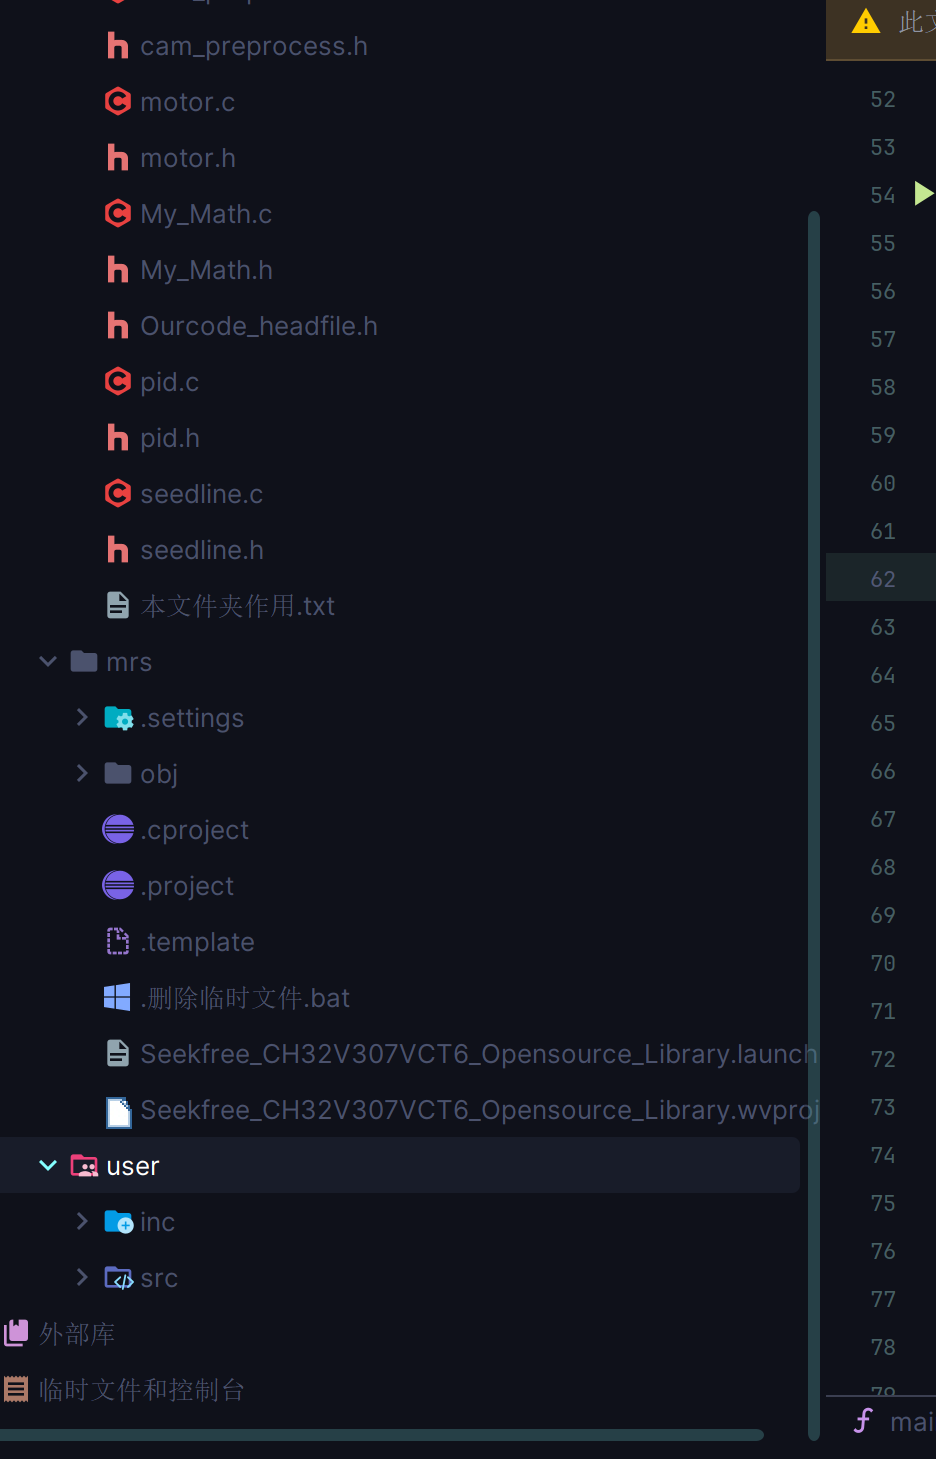 cam_preprocess.h
motor.c
motor.h
My_Math.c
My_Math.h
Ourcode_headfile.h
pid.c
pid.h
seedline.c
seedline.h
本文件夹作用.txt
mrs
.settings
obj
.cproject
.project
.template
.删除临时文件.bat
Seekfree_CH32V307VCT6_Opensource_Library.launch
Seekfree_CH32V307VCT6_Opensource_Library.wvproj
user
inc
src
外部库
临时文件和控制台
此
52
53
54
55
56
57
58
59
60
61
62
63
64
65
66
67
68
69
70
71
72
73
74
75
76
77
78
79
mai